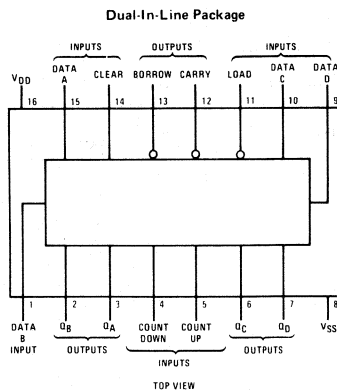 Dual-In-Line Package
INPUTS OUTPUTS INPUTS
DATA A CLEAR BORROW CARRY LOAD DATA C DATA D
VDD
16 15 14 13 12 11 10 9
1 2 3 4 5 6 7 8
DATA B INPUT QB QA COUNT DOWN COUNT UP QC QD VSS
OUTPUTS INPUTS OUTPUTS
TOP VIEW